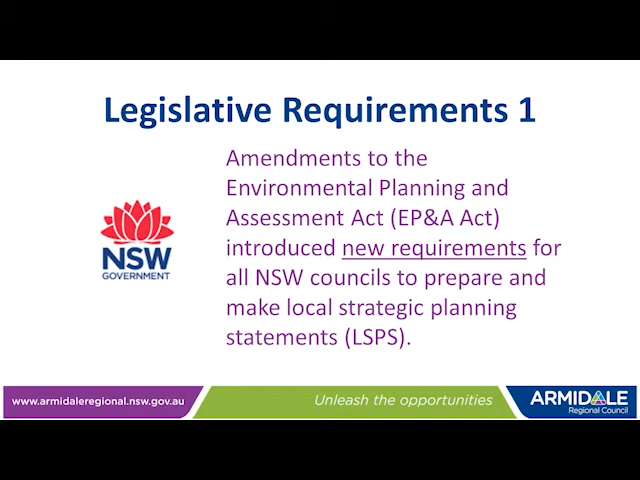 Legislative Requirements 1
Amendments to the
Environmental Planning and
Assessment Act (EP&A Act)
introduced new requirements for
all NSW councils to prepare and
make local strategic planning
statements (LSPS).
NSW
GOVERNMENT
www.armidaleregional.nsw.gov.au
Unleash the opportunities
ARMIDALE
Regional Council